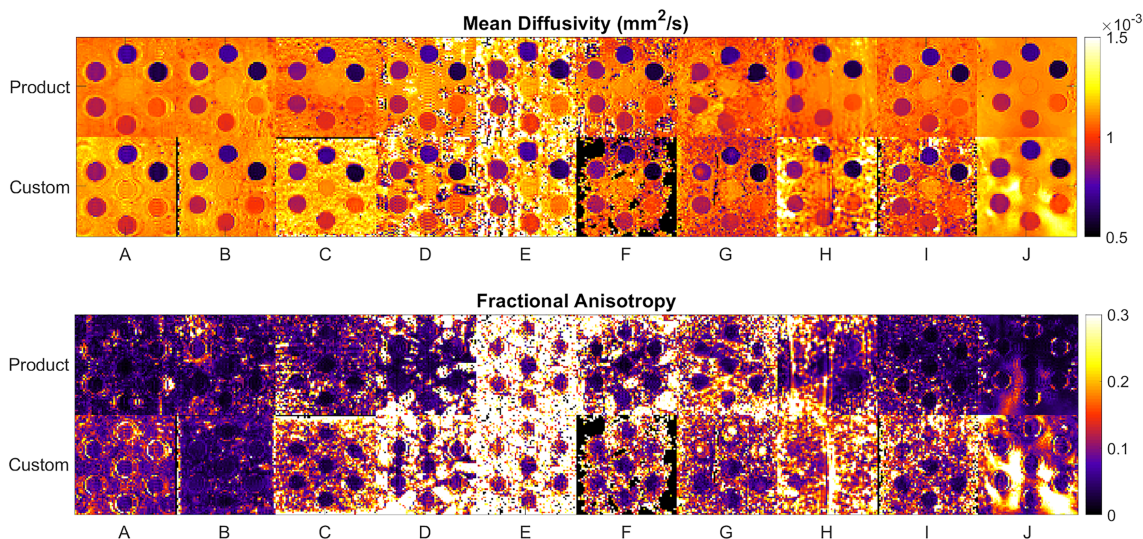 Mean Diffusivity (mm²/s)
×10⁻³
1.5
Product
1
Custom
0.5
A B C D E F G H I J
Fractional Anisotropy
0.3
Product
0.2
0.1
Custom
0
A B C D E F G H I J